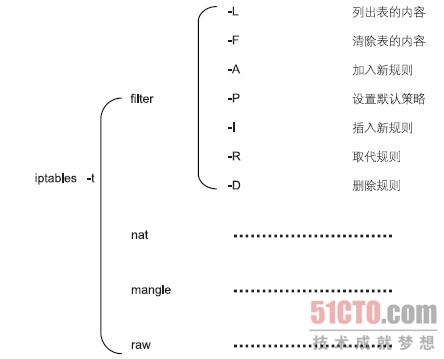 -L 列出表的内容
-F 清除表的内容
filter -A 加入新规则
-P 设置默认策略
-I 插入新规则
-R 取代规则
iptables -t -D 删除规则
nat
mangle
51CTO.com
raw 技术成就梦想